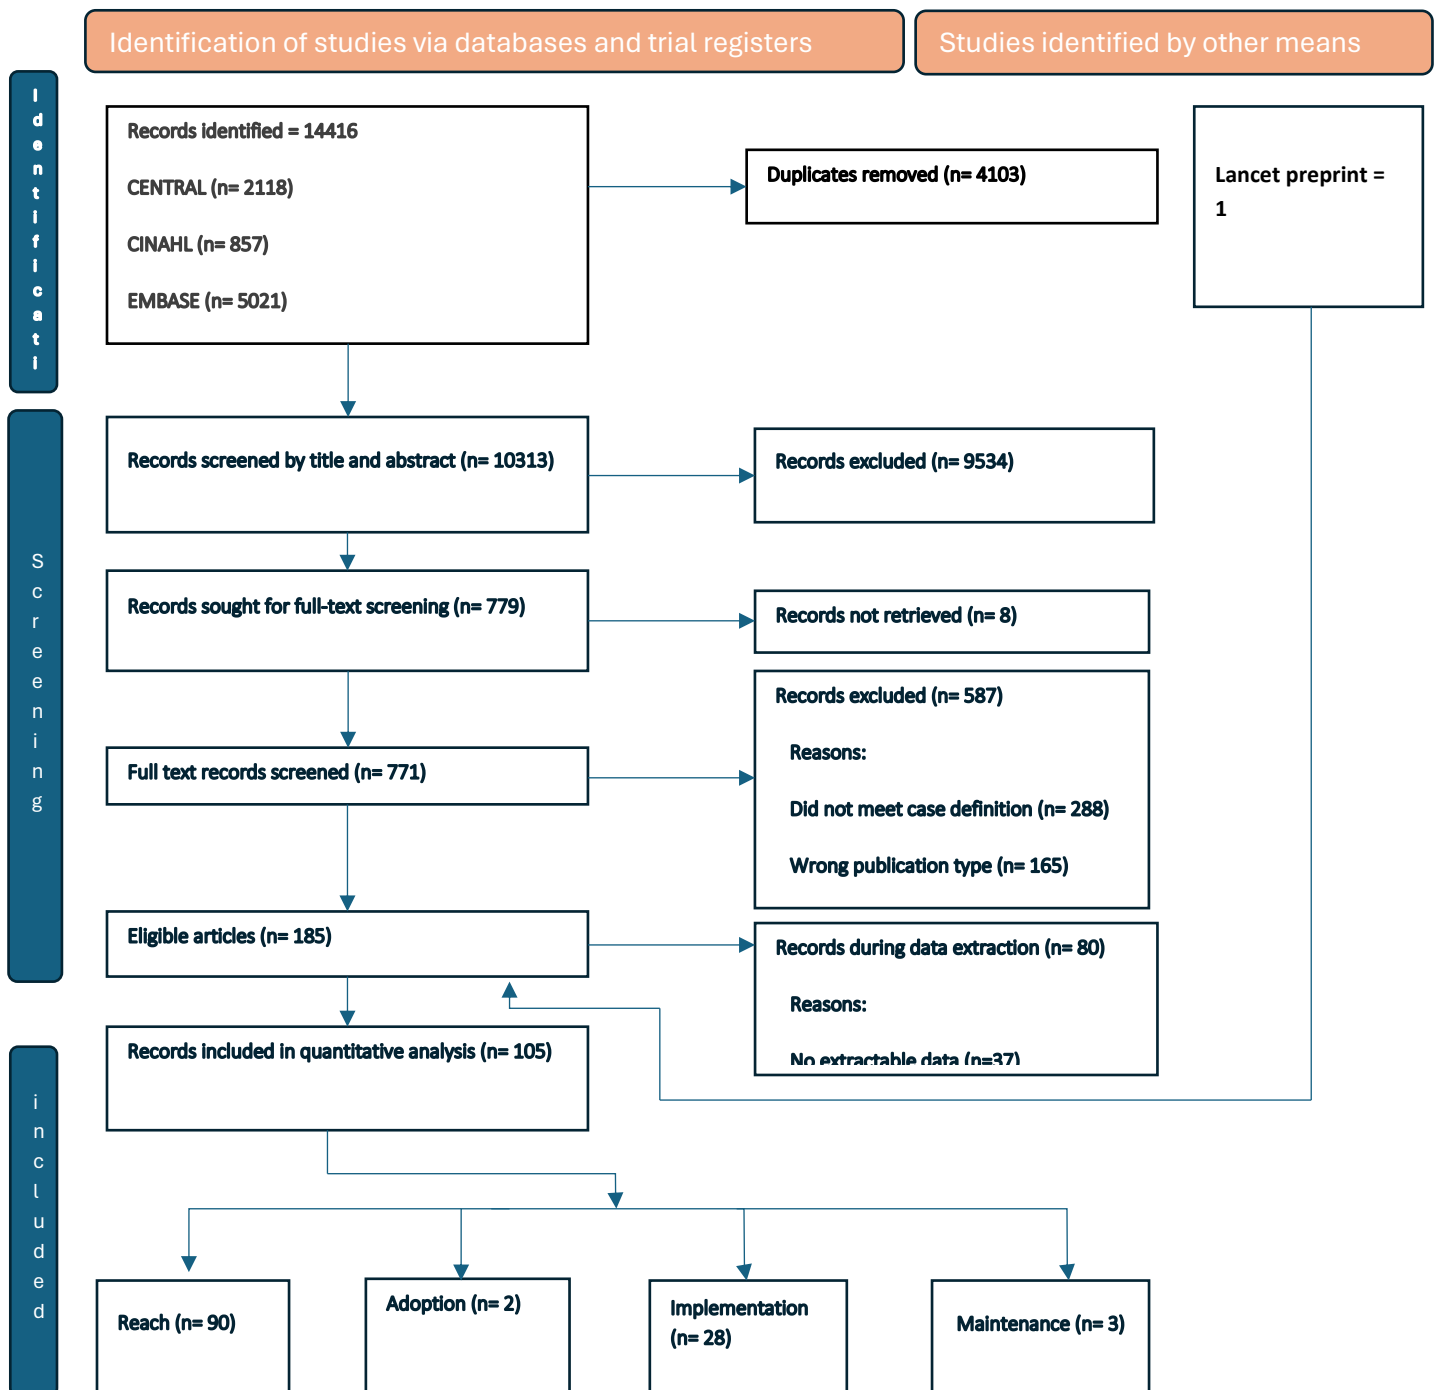 Identification of studies via databases and trial registers
Studies identified by other means
Identificati
Records identified = 14416
CENTRAL (n= 2118)
CINAHL (n= 857)
EMBASE (n= 5021)
Duplicates removed (n= 4103)
Lancet preprint =
1
Screening
Records screened by title and abstract (n= 10313)
Records excluded (n= 9534)
Records sought for full-text screening (n= 779)
Records not retrieved (n= 8)
Full text records screened (n= 771)
Records excluded (n= 587)
Reasons:
Did not meet case definition (n= 288)
Wrong publication type (n= 165)
Eligible articles (n= 185)
Records during data extraction (n= 80)
Reasons:
No extractable data (n=37)
included
Records included in quantitative analysis (n= 105)
Reach (n= 90)
Adoption (n= 2)
Implementation
(n= 28)
Maintenance (n= 3)